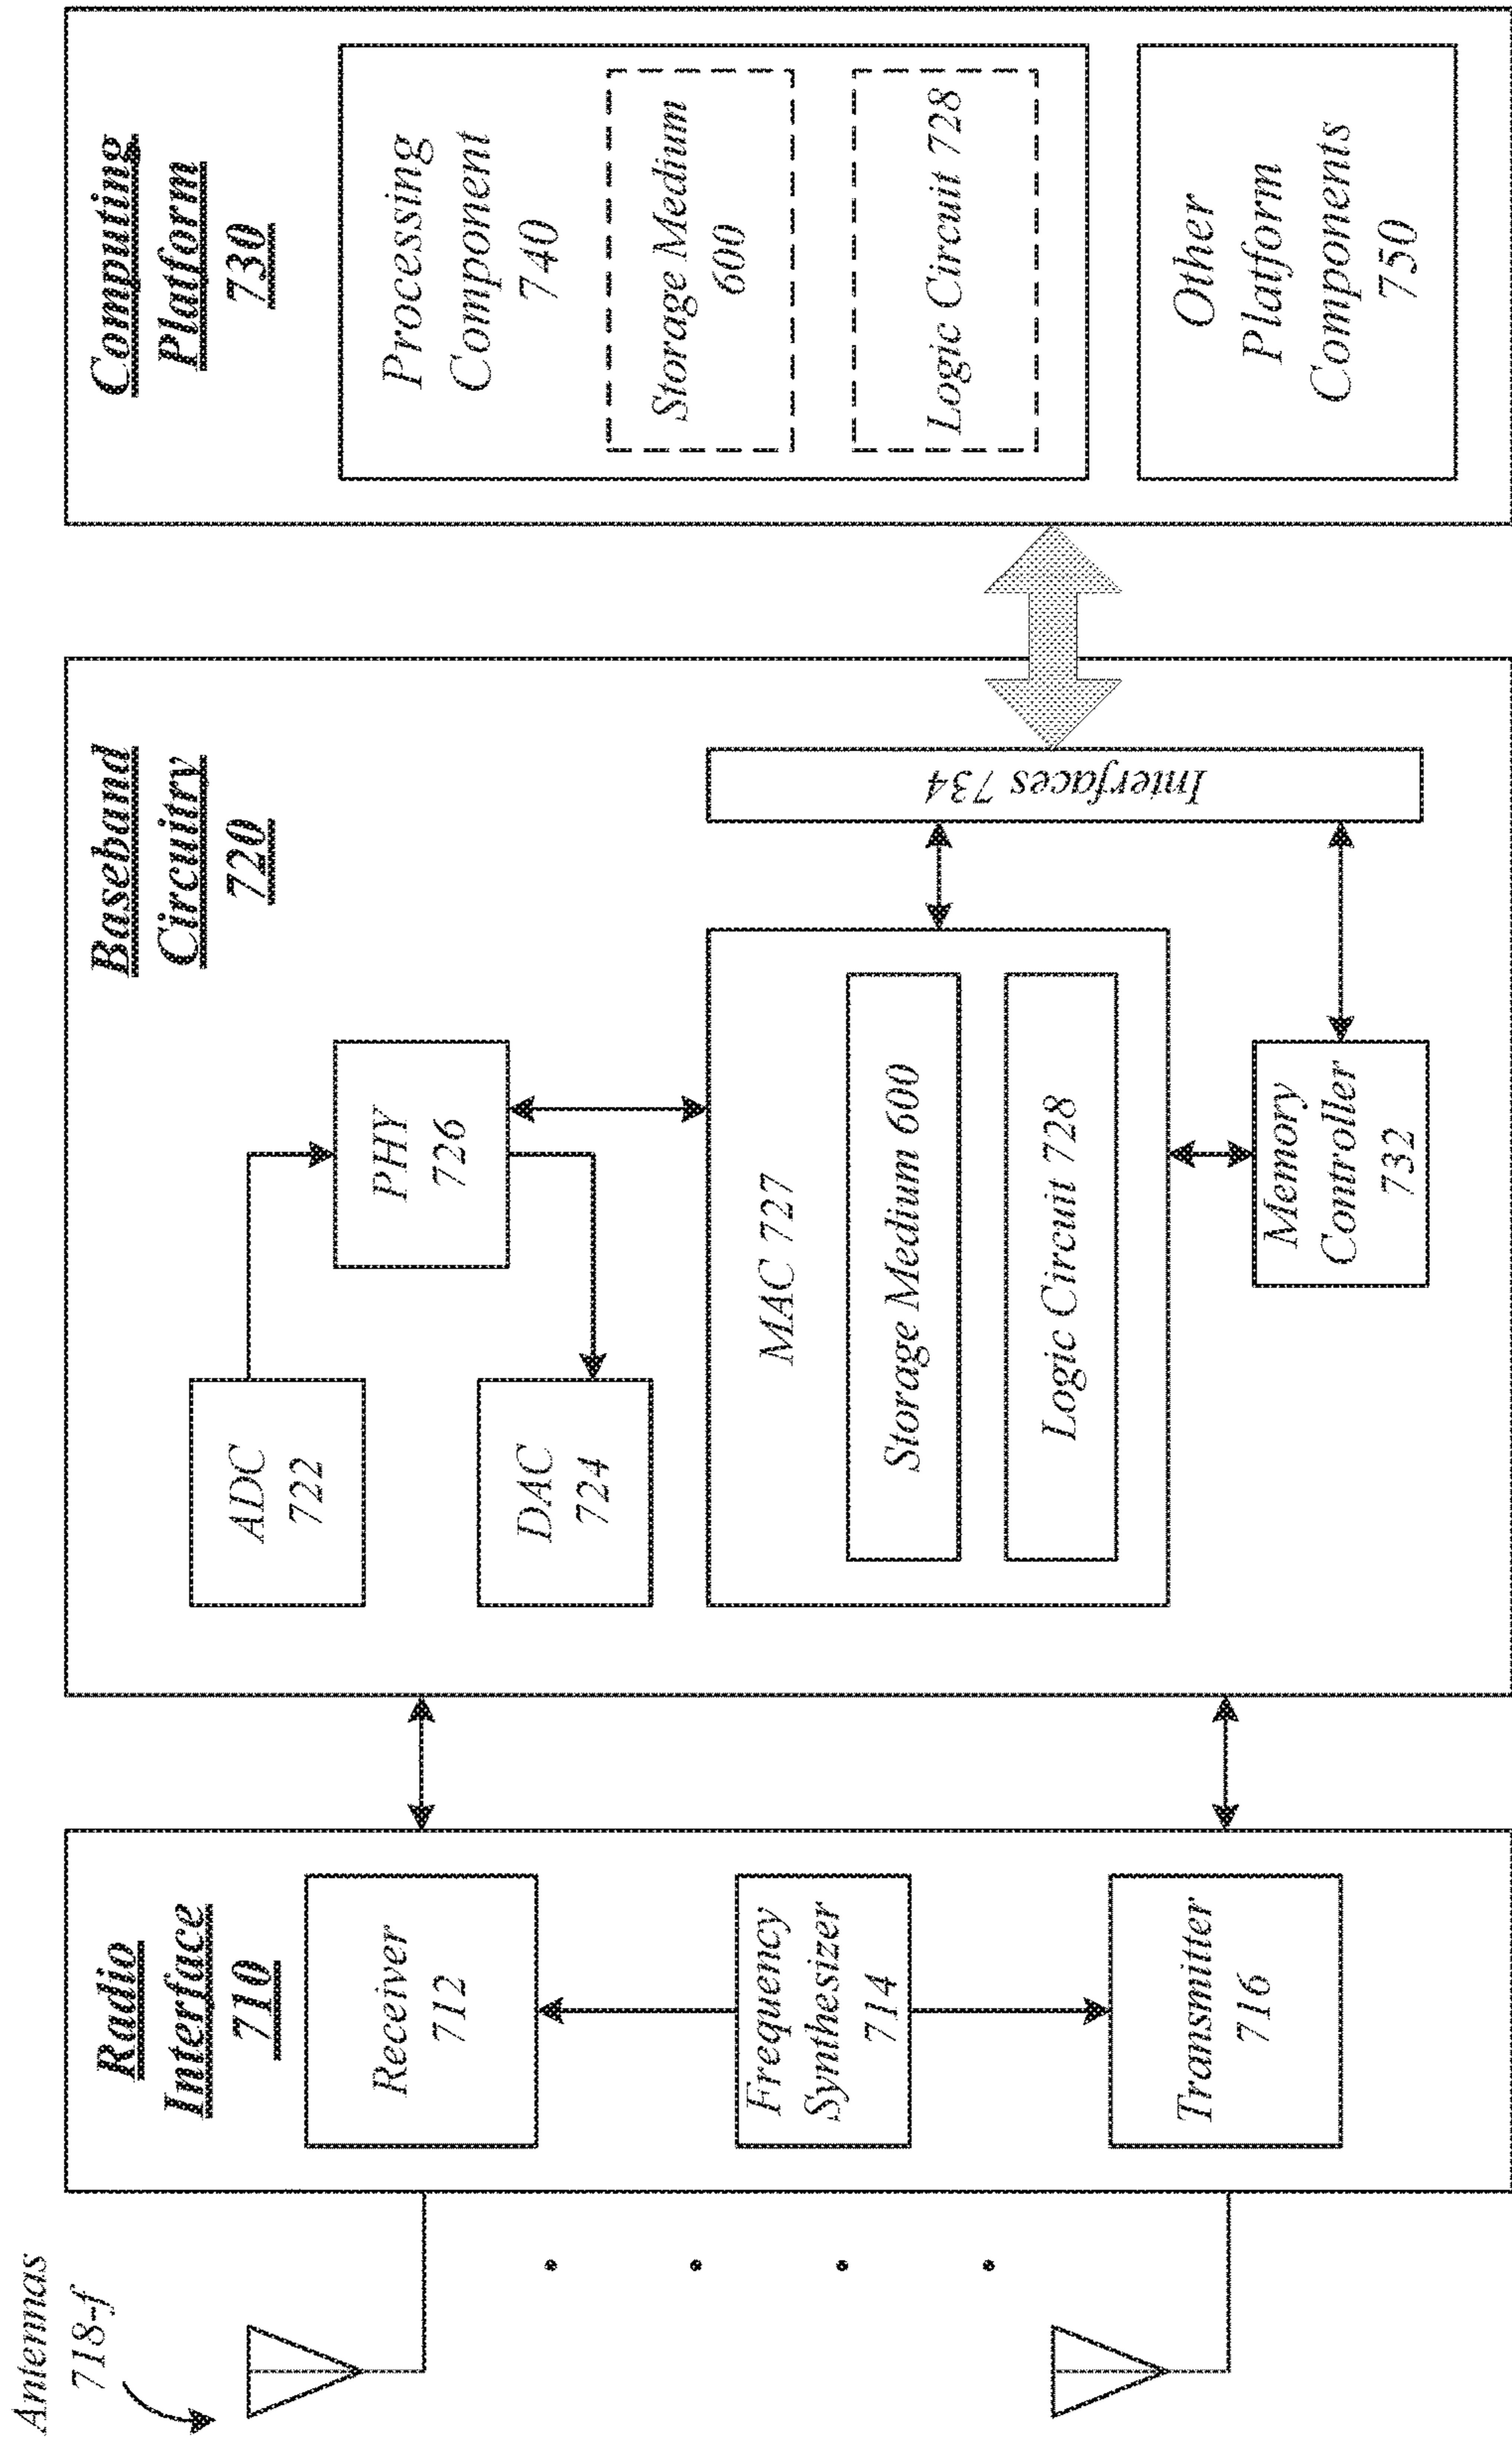 Antennas
718-f
Radio
Interface
710
Receiver
712
Frequency
Synthesizer
714
Transmitter
716
Baseband
Circuitry
720
ADC
722
PHY
726
DAC
724
MAC 727
Storage Medium 600
Logic Circuit 728
Memory
Controller
732
Interfaces 734
Computing
Platform
730
Processing
Component
740
Storage Medium
600
Logic Circuit 728
Other
Platform
Components
750